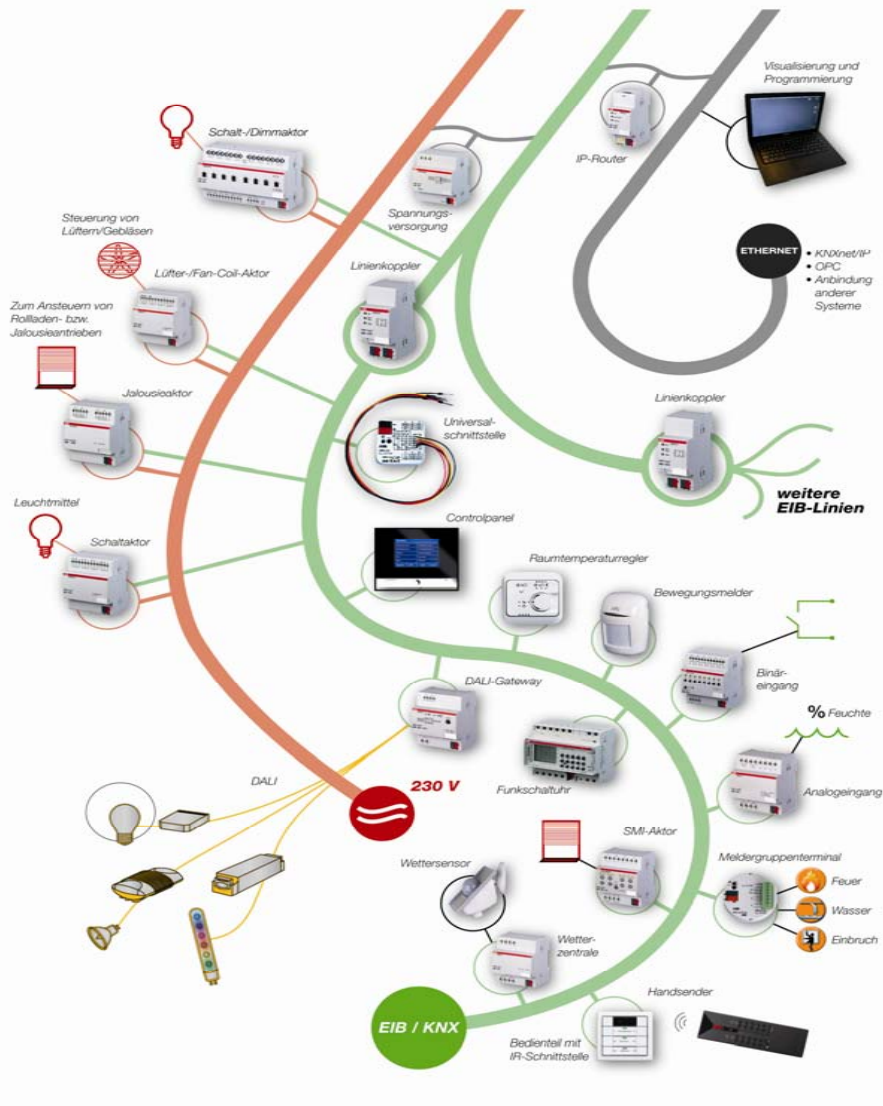 Visualisierung und
Programmierung
Schalt-/Dimmaktor
IP-Router
Spannungs-
versorgung
Steuerung von
Lüftern/Gebläsen
Lüfter-/Fan-Coil-Aktor
Linienkoppler
ETHERNET
• KNXnet/IP
• OPC
• Anbindung
anderer
Systeme
Zum Ansteuern von
Rollladen- bzw.
Jalousieantrieben
Jalousieaktor
Universal-
schnittstelle
Linienkoppler
weitere
EIB-Linien
Leuchtmittel
Schaltaktor
Controlpanel
Raumtemperaturregler
Bewegungsmelder
Binär-
eingang
DALI-Gateway
% Feuchte
DALI
230 V
Funkschaltuhr
Analogeingang
SMI-Aktor
Wettersensor
Meldergruppenterminal
Feuer
Wasser
Einbruch
Wetter-
zentrale
EIB / KNX
Handsender
Bedienteil mit
IR-Schnittstelle